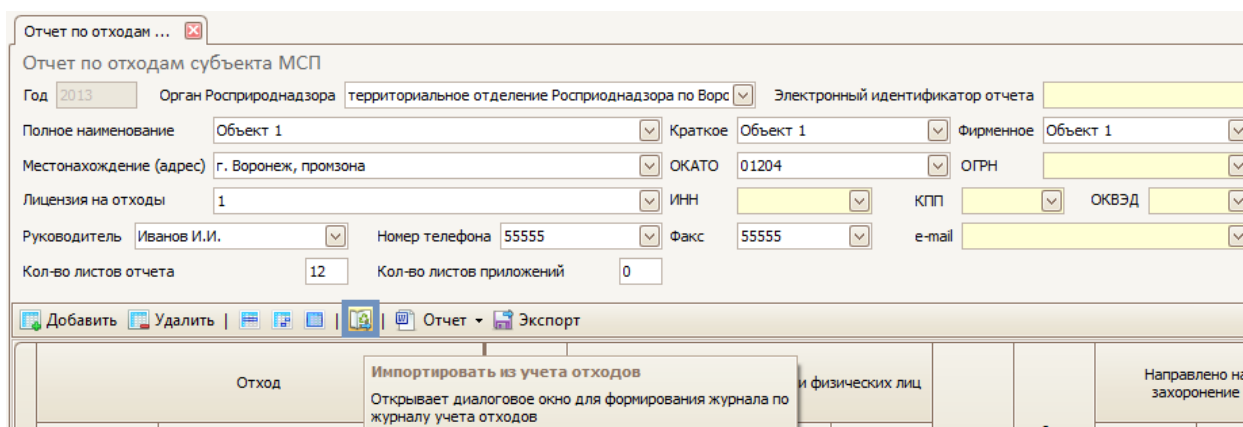 Отчет по отходам ...
Отчет по отходам субъекта МСП
Год 2013 Орган Росприроднадзора территориальное отделение Росприоднадзора по Ворс Электронный идентификатор отчета
Полное наименование Объект 1 Краткое Объект 1 Фирменное Объект 1
Местонахождение (адрес) г. Воронеж, промзона ОКАТО 01204 ОГРН
Лицензия на отходы 1 ИНН КПП ОКВЭД
Руководитель Иванов И.И. Номер телефона 55555 Факс 55555 e-mail
Кол-во листов отчета 12 Кол-во листов приложений 0
Добавить Удалить | | | Отчет Экспорт
Импортировать из учета отходов
Отход и физических лиц Направлено на
захоронение
Открывает диалоговое окно для формирования журнала по
журналу учета отходов